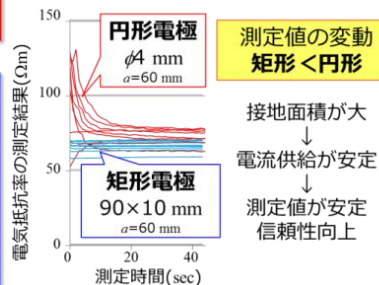 電気抵抗率の測定結果(Ωm)
150
100
50
0
0
20
40
測定時間(sec)
円形電極
ϕ4 mm
a=60 mm
矩形電極
90×10 mm
a=60 mm
測定値の変動
矩形＜円形
接地面積が大
↓
電流供給が安定
↓
測定値が安定
信頼性向上